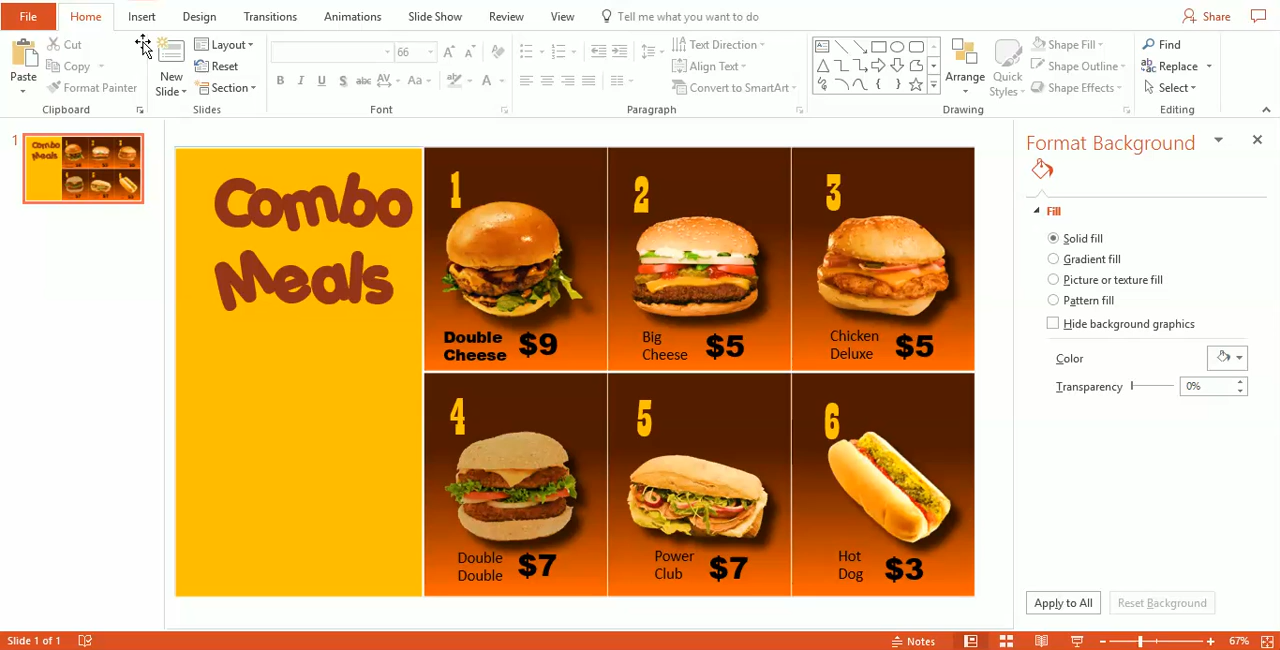 File Home Insert Design Transitions Animations Slide Show Review View Tell me what you want to do Share
Paste Cut Copy Format Painter
Clipboard
New Slide Layout Reset Section
Slides
66
B I U S abc AV Aa A
Font
Text Direction Align Text Convert to SmartArt
Paragraph
Arrange Quick Styles Shape Fill Shape Outline Shape Effects
Drawing
Find Replace Select
Editing
1
Combo
Meals
1
Double
Cheese $9
2
Big
Cheese $5
3
Chicken
Deluxe $5
4
Double
Double $7
5
Power
Club $7
6
Hot
Dog $3
Format Background
Fill
Solid fill
Gradient fill
Picture or texture fill
Pattern fill
Hide background graphics
Color
Transparency 0%
Apply to All Reset Background
Slide 1 of 1 Notes 67%